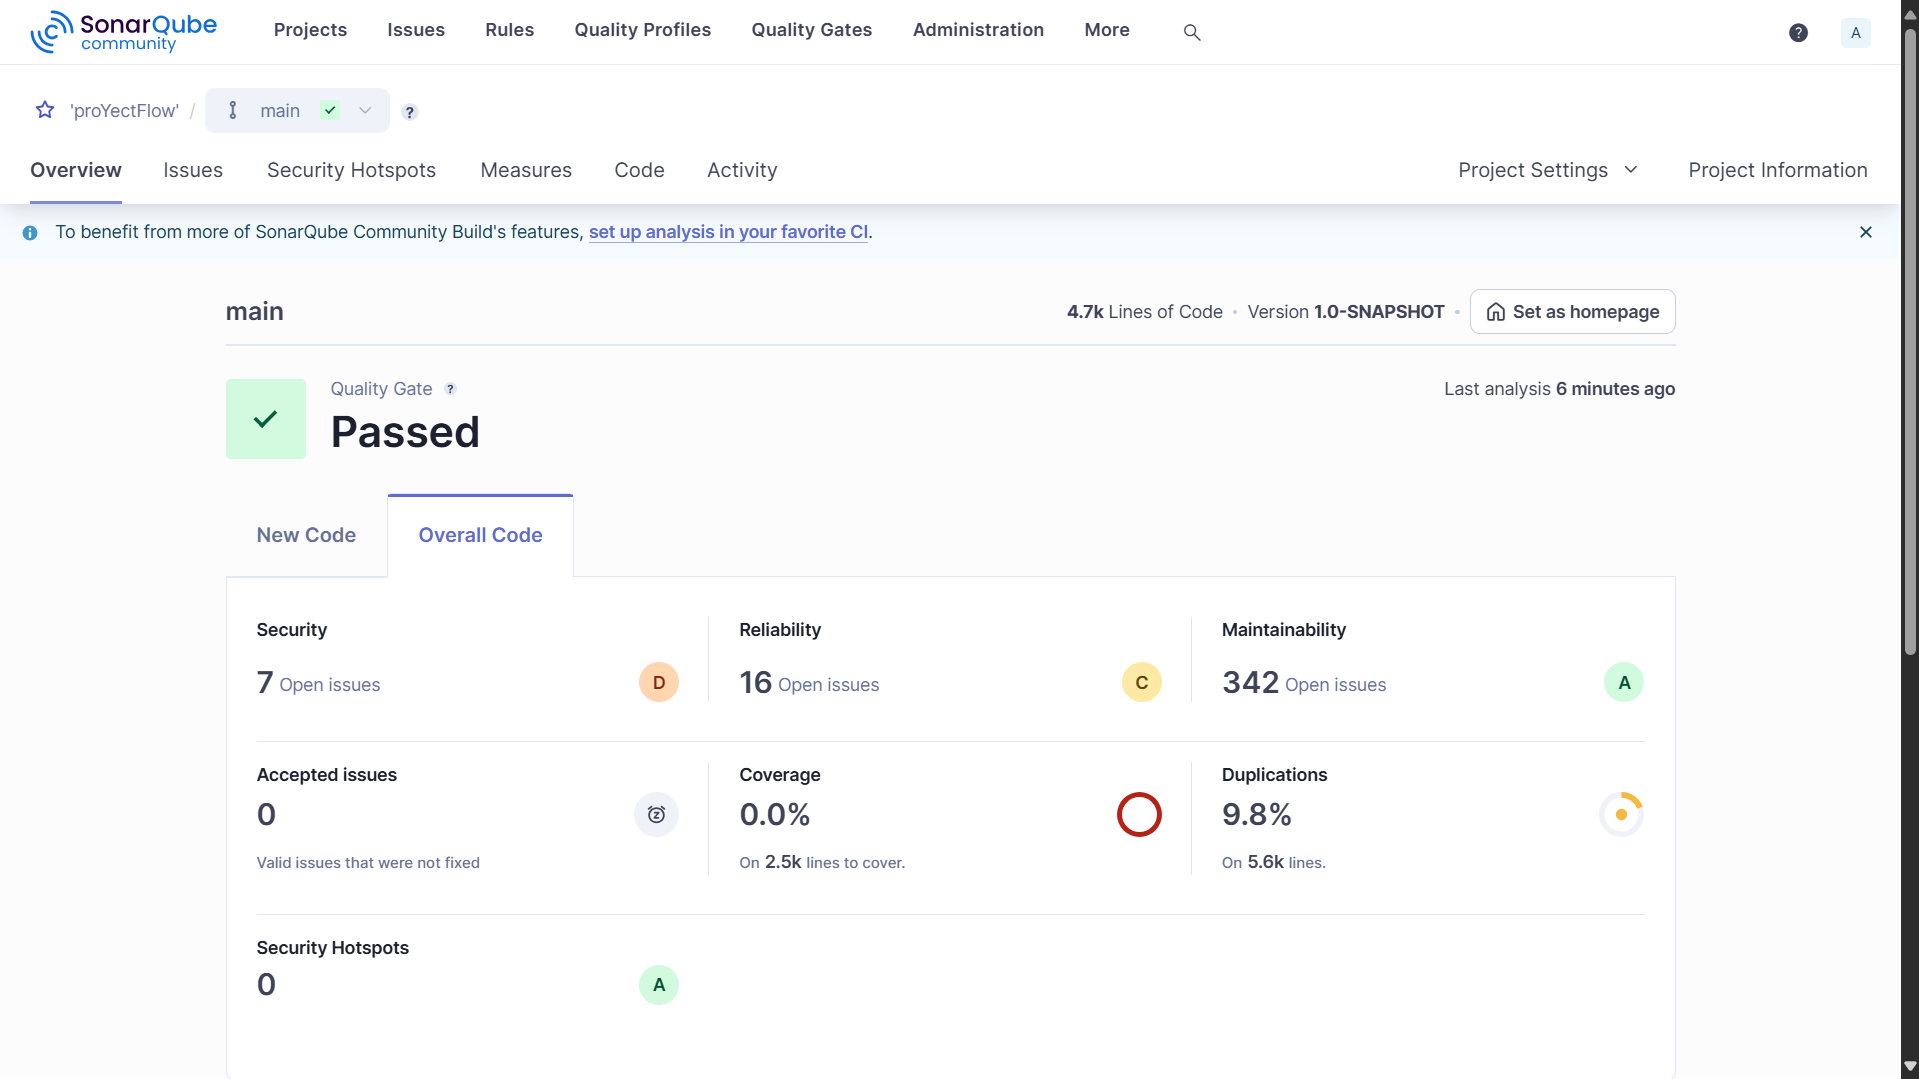 SonarQube community
Projects Issues Rules Quality Profiles Quality Gates Administration More ? A
'proYectFlow' / main ?
Overview Issues Security Hotspots Measures Code Activity Project Settings Project Information
To benefit from more of SonarQube Community Build's features, set up analysis in your favorite CI.
main 4.7k Lines of Code • Version 1.0-SNAPSHOT • Set as homepage
Quality Gate ? Last analysis 6 minutes ago
Passed
New Code Overall Code
Security Reliability Maintainability
7 Open issues D 16 Open issues C 342 Open issues A
Accepted issues Coverage Duplications
0 0.0% 9.8%
Valid issues that were not fixed On 2.5k lines to cover. On 5.6k lines.
Security Hotspots
0 A